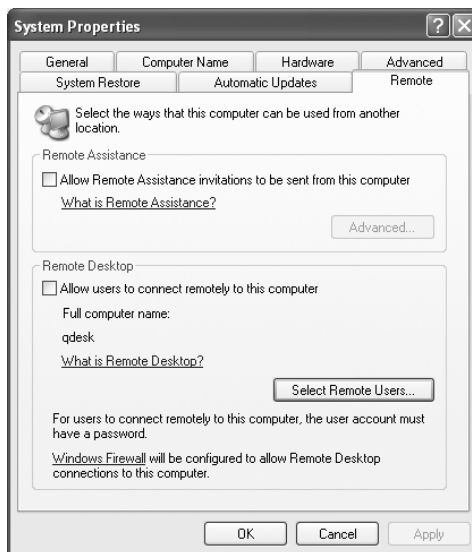 System Properties
General
Computer Name
Hardware
Advanced
System Restore
Automatic Updates
Remote
Select the ways that this computer can be used from another
location.
Remote Assistance
Allow Remote Assistance invitations to be sent from this computer
What is Remote Assistance?
Advanced...
Remote Desktop
Allow users to connect remotely to this computer
Full computer name:
qdesk
What is Remote Desktop?
Select Remote Users...
For users to connect remotely to this computer, the user account must
have a password.
Windows Firewall will be configured to allow Remote Desktop
connections to this computer.
OK
Cancel
Apply